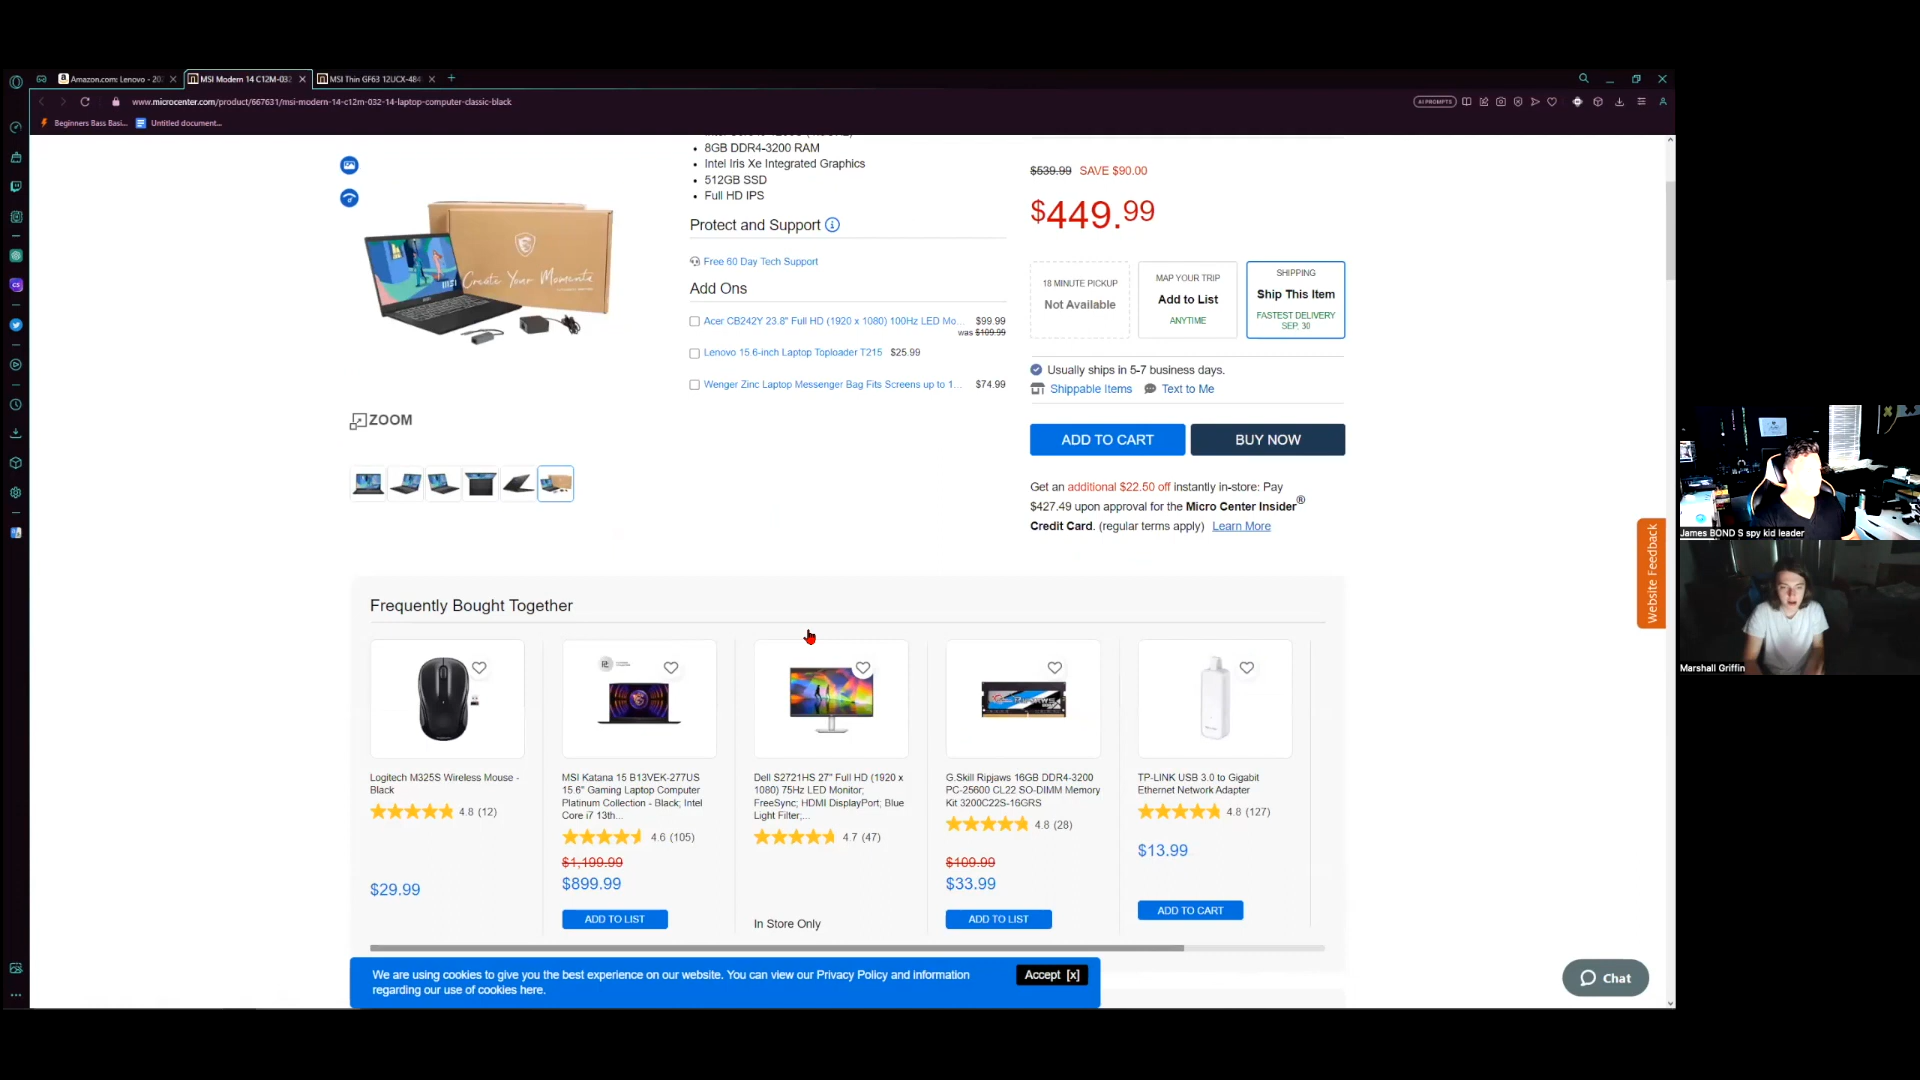 Amazon.com: Lenovo - 20
MSI Modern 14 C12M-032
MSI Thin GF63 12UCX-484
www.microcenter.com/product/667631/msi-modern-14-c12m-032-14-laptop-computer-classic-black
AI PROMPTS
Beginners Bass Basi...
Untitled document...
8GB DDR4-3200 RAM
Intel Iris Xe Integrated Graphics
512GB SSD
Full HD IPS
Protect and Support
Free 60 Day Tech Support
Add Ons
Acer CB242Y 23.8" Full HD (1920 x 1080) 100Hz LED Mo... $99.99
was $109.99
Lenovo 15.6-inch Laptop Toploader T215 $25.99
Wenger Zinc Laptop Messenger Bag Fits Screens up to 1... $74.99
Create Your Moments
ZOOM
$539.99 SAVE $90.00
$449.99
18 MINUTE PICKUP
Not Available
MAP YOUR TRIP
Add to List
ANYTIME
SHIPPING
Ship This Item
FASTEST DELIVERY
SEP, 30
Usually ships in 5-7 business days.
Shippable Items Text to Me
ADD TO CART
BUY NOW
Get an additional $22.50 off instantly in-store: Pay
$427.49 upon approval for the Micro Center Insider®
Credit Card. (regular terms apply) Learn More
Website Feedback
James BOND S spy kid leader
Marshall Griffin
Frequently Bought Together
Logitech M325S Wireless Mouse -
Black
4.8 (12)
$29.99
MSI Katana 15 B13VEK-277US
15 6" Gaming Laptop Computer
Platinum Collection - Black; Intel
Core i7 13th...
4.6 (105)
$1,199.99
$899.99
ADD TO LIST
Dell S2721HS 27" Full HD (1920 x
1080) 75Hz LED Monitor;
FreeSync; HDMI DisplayPort; Blue
Light Filter;...
4.7 (47)
In Store Only
G.Skill Ripjaws 16GB DDR4-3200
PC-25600 CL22 SO-DIMM Memory
Kit 3200C22S-16GRS
4.8 (28)
$109.99
$33.99
ADD TO LIST
TP-LINK USB 3.0 to Gigabit
Ethernet Network Adapter
4.8 (127)
$13.99
ADD TO CART
We are using cookies to give you the best experience on our website. You can view our Privacy Policy and information
regarding our use of cookies here.
Accept [x]
Chat